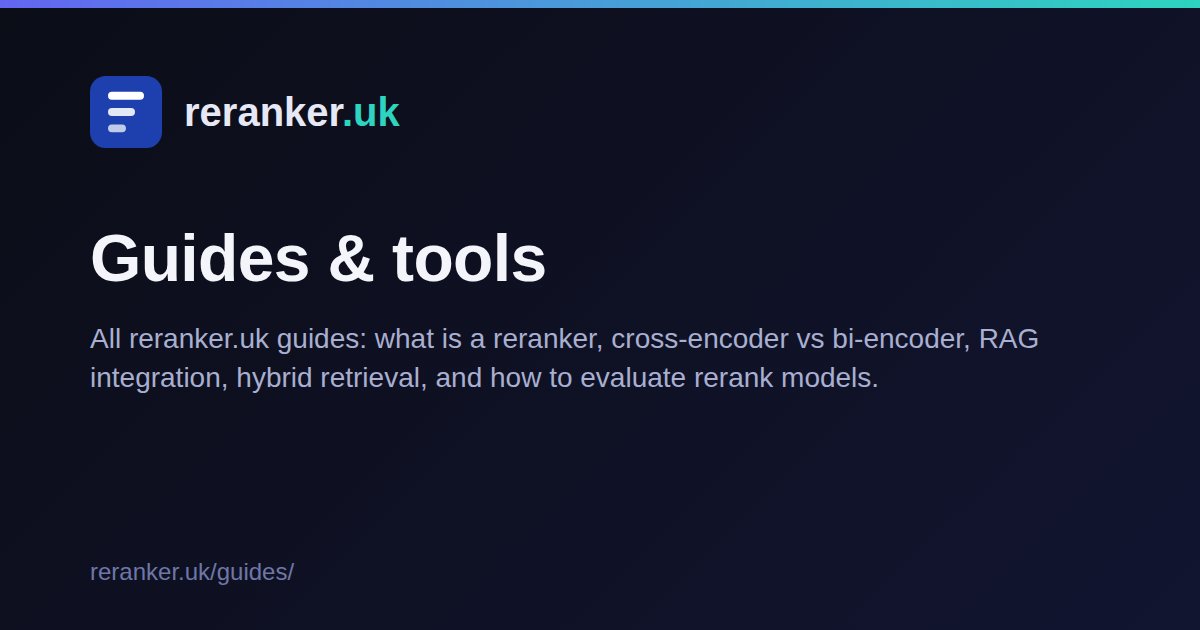 reranker.uk
Guides & tools
All reranker.uk guides: what is a reranker, cross-encoder vs bi-encoder, RAG
integration, hybrid retrieval, and how to evaluate rerank models.
reranker.uk/guides/